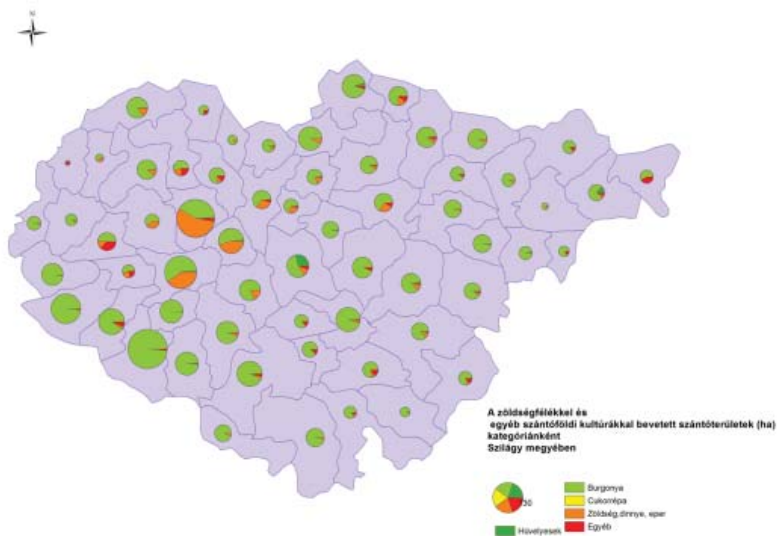 N
A zöldségfélékkel és
egyéb szántóföldi kultúrákkal bevetett szántóterületek (ha)
kategóriánként
Szilágy megyében
30
Burgonya
Cukorrépa
Zöldség,dinnye, eper
Hüvelyesek
Egyéb